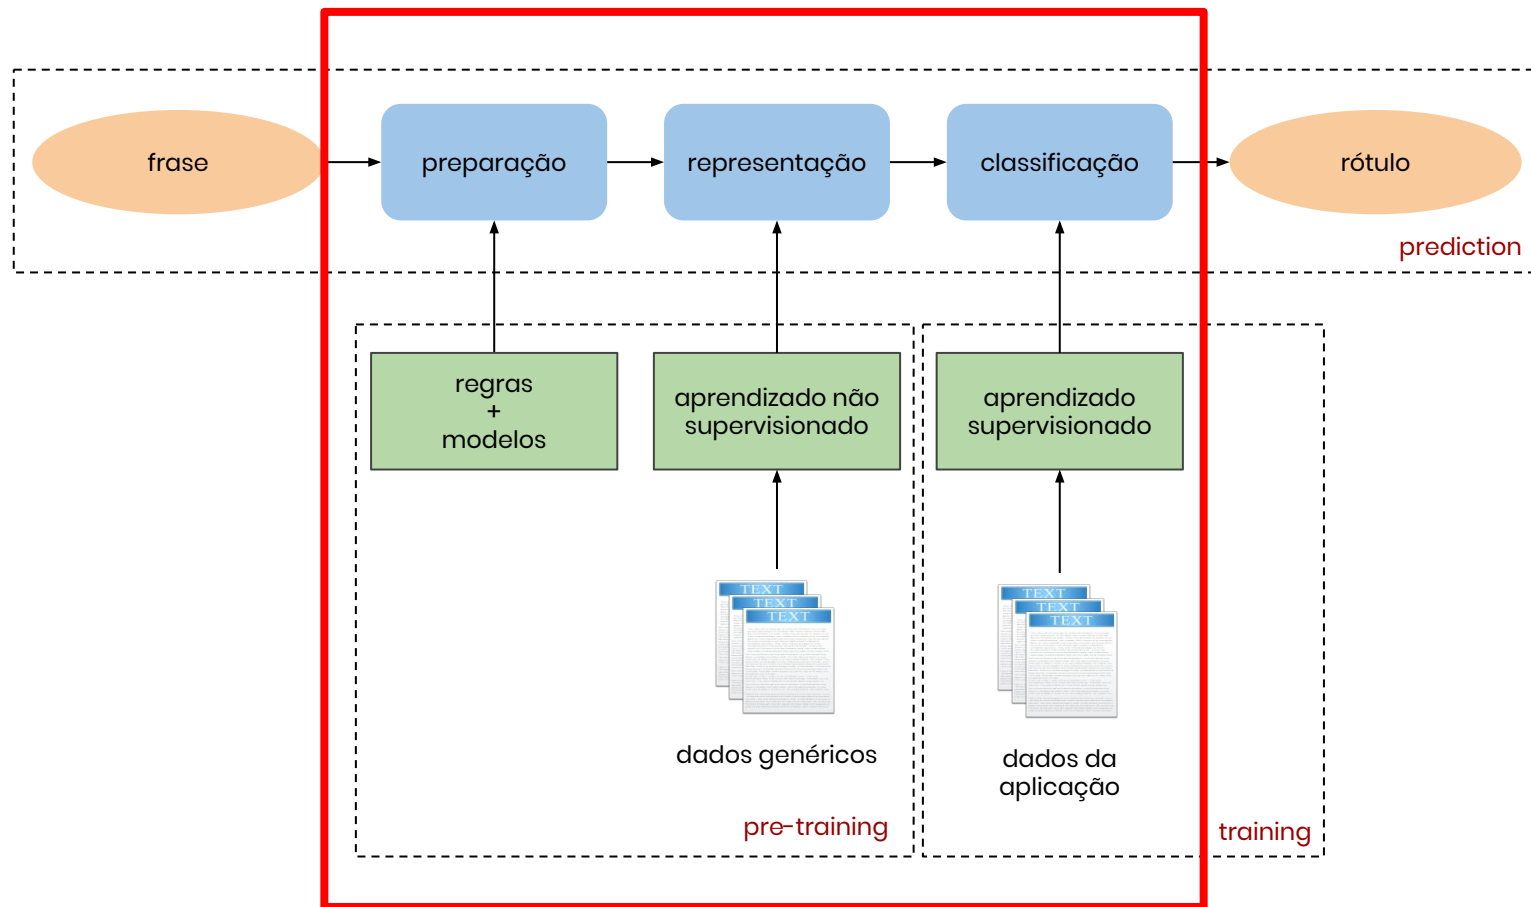 frase
preparação
representação
classificação
rótulo
prediction
regras
+
modelos
aprendizado não
supervisionado
aprendizado
supervisionado
TEXT
TEXT
TEXT
TEXT
TEXT
TEXT
dados genéricos
dados da
aplicação
pre-training
training